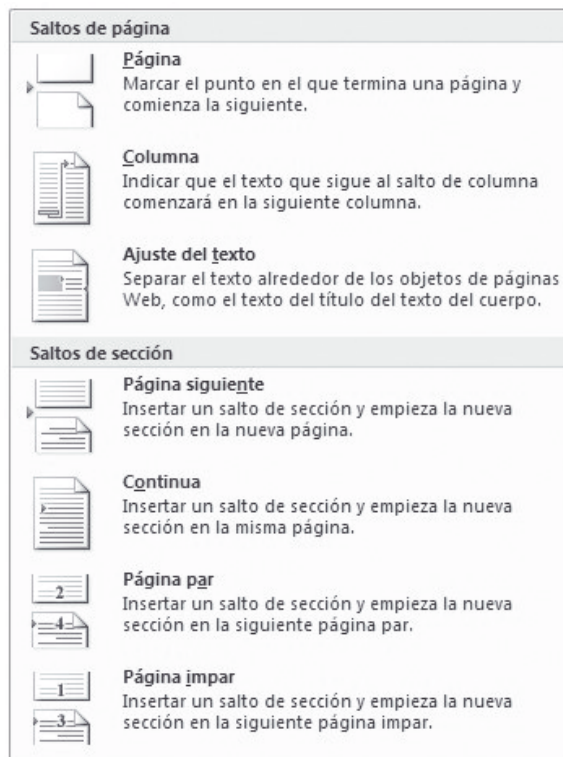 Saltos de página
Página
Marcar el punto en el que termina una página y
comienza la siguiente.
Columna
Indicar que el texto que sigue al salto de columna
comenzará en la siguiente columna.
Ajuste del texto
Separar el texto alrededor de los objetos de páginas
Web, como el texto del título del texto del cuerpo.
Saltos de sección
Página siguiente
Insertar un salto de sección y empieza la nueva
sección en la nueva página.
Continua
Insertar un salto de sección y empieza la nueva
sección en la misma página.
Página par
2
4
Insertar un salto de sección y empieza la nueva
sección en la siguiente página par.
Página impar
1
3
Insertar un salto de sección y empieza la nueva
sección en la siguiente página impar.